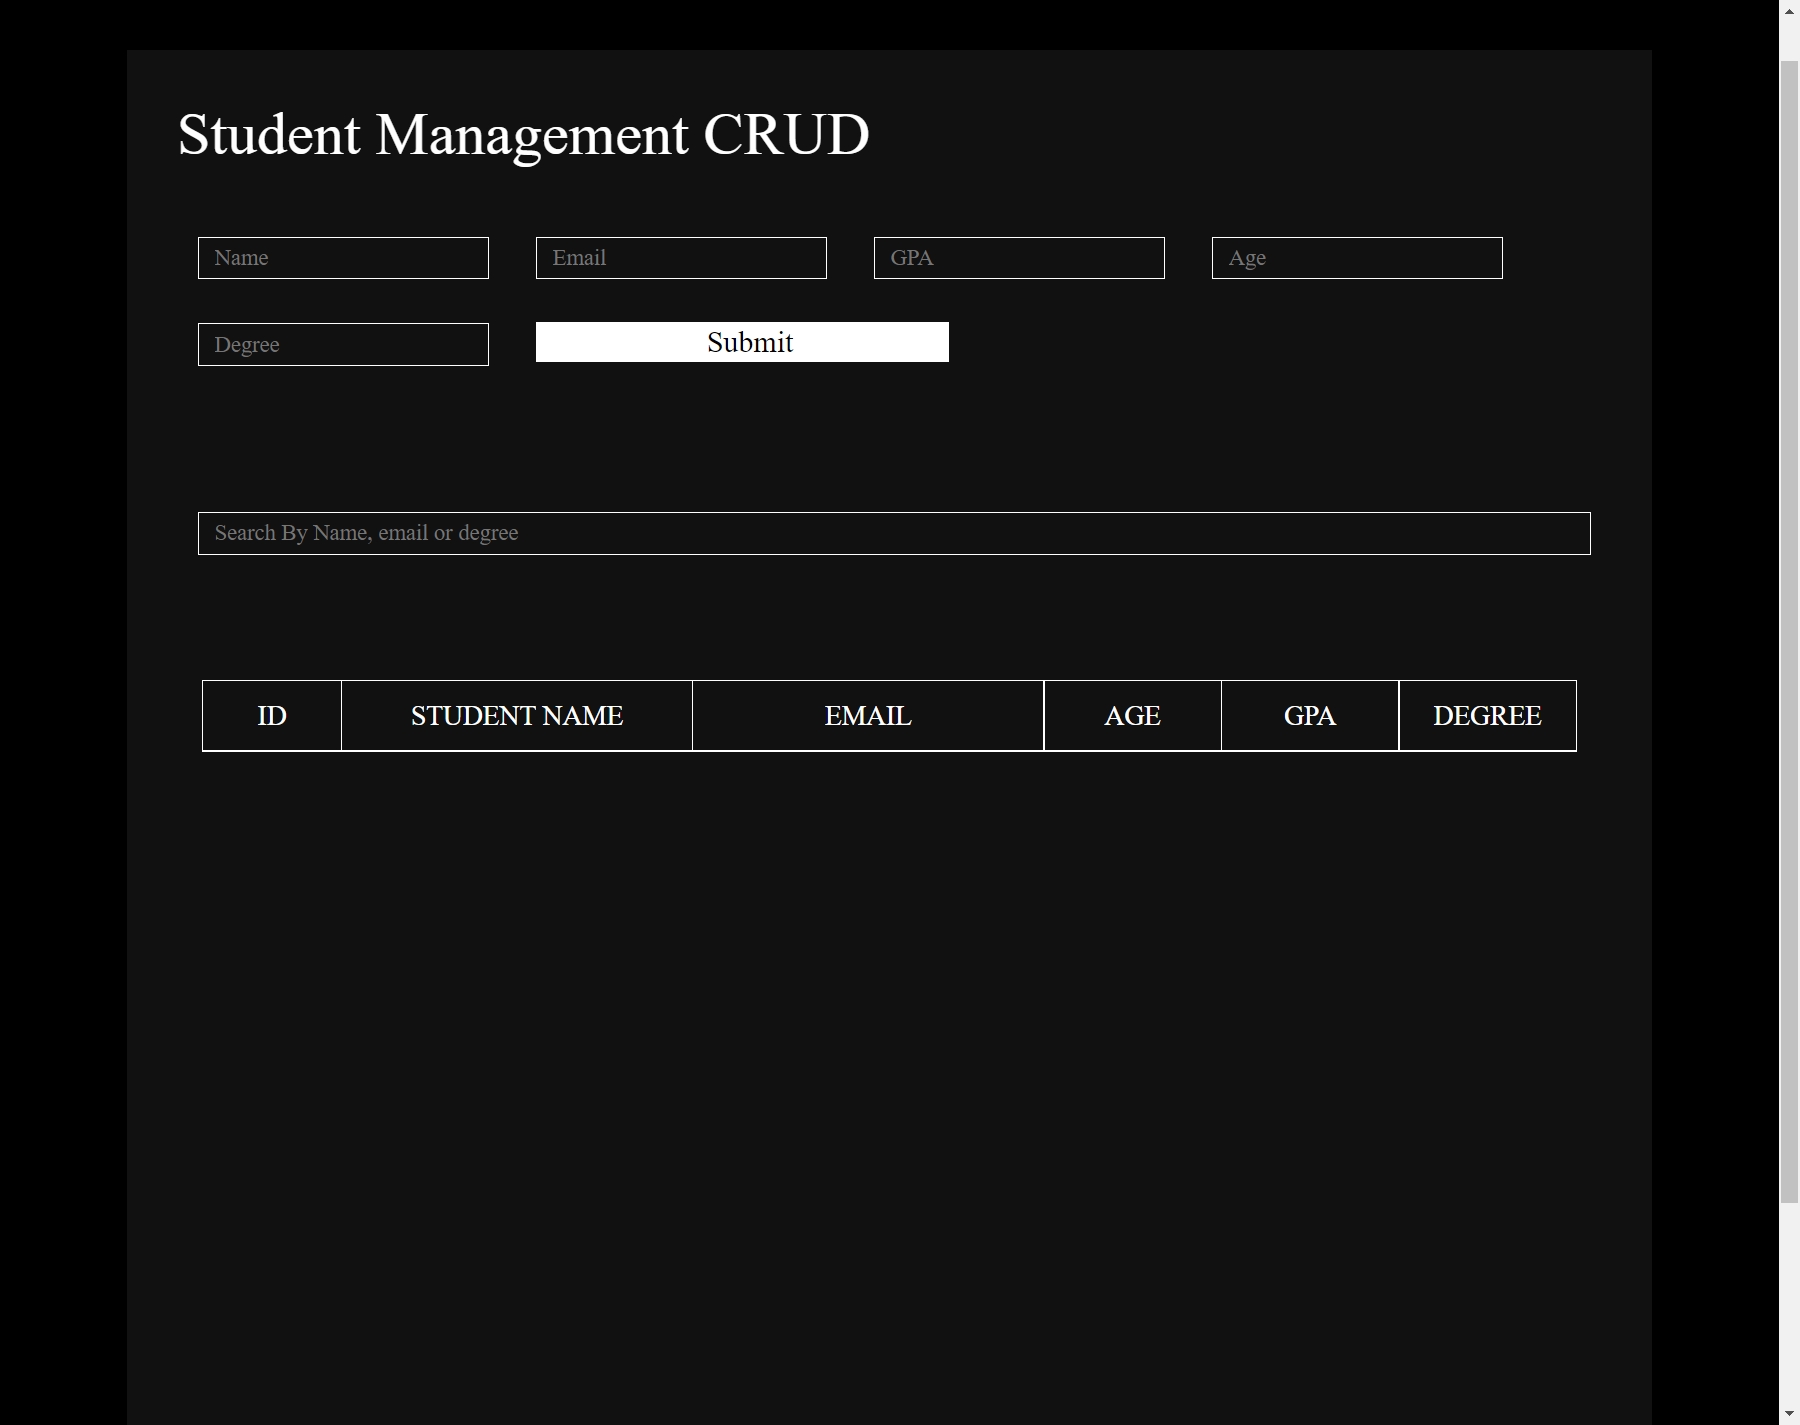 Student Management CRUD
Name Email GPA Age
Degree Submit
Search By Name, email or degree
ID STUDENT NAME EMAIL AGE GPA DEGREE